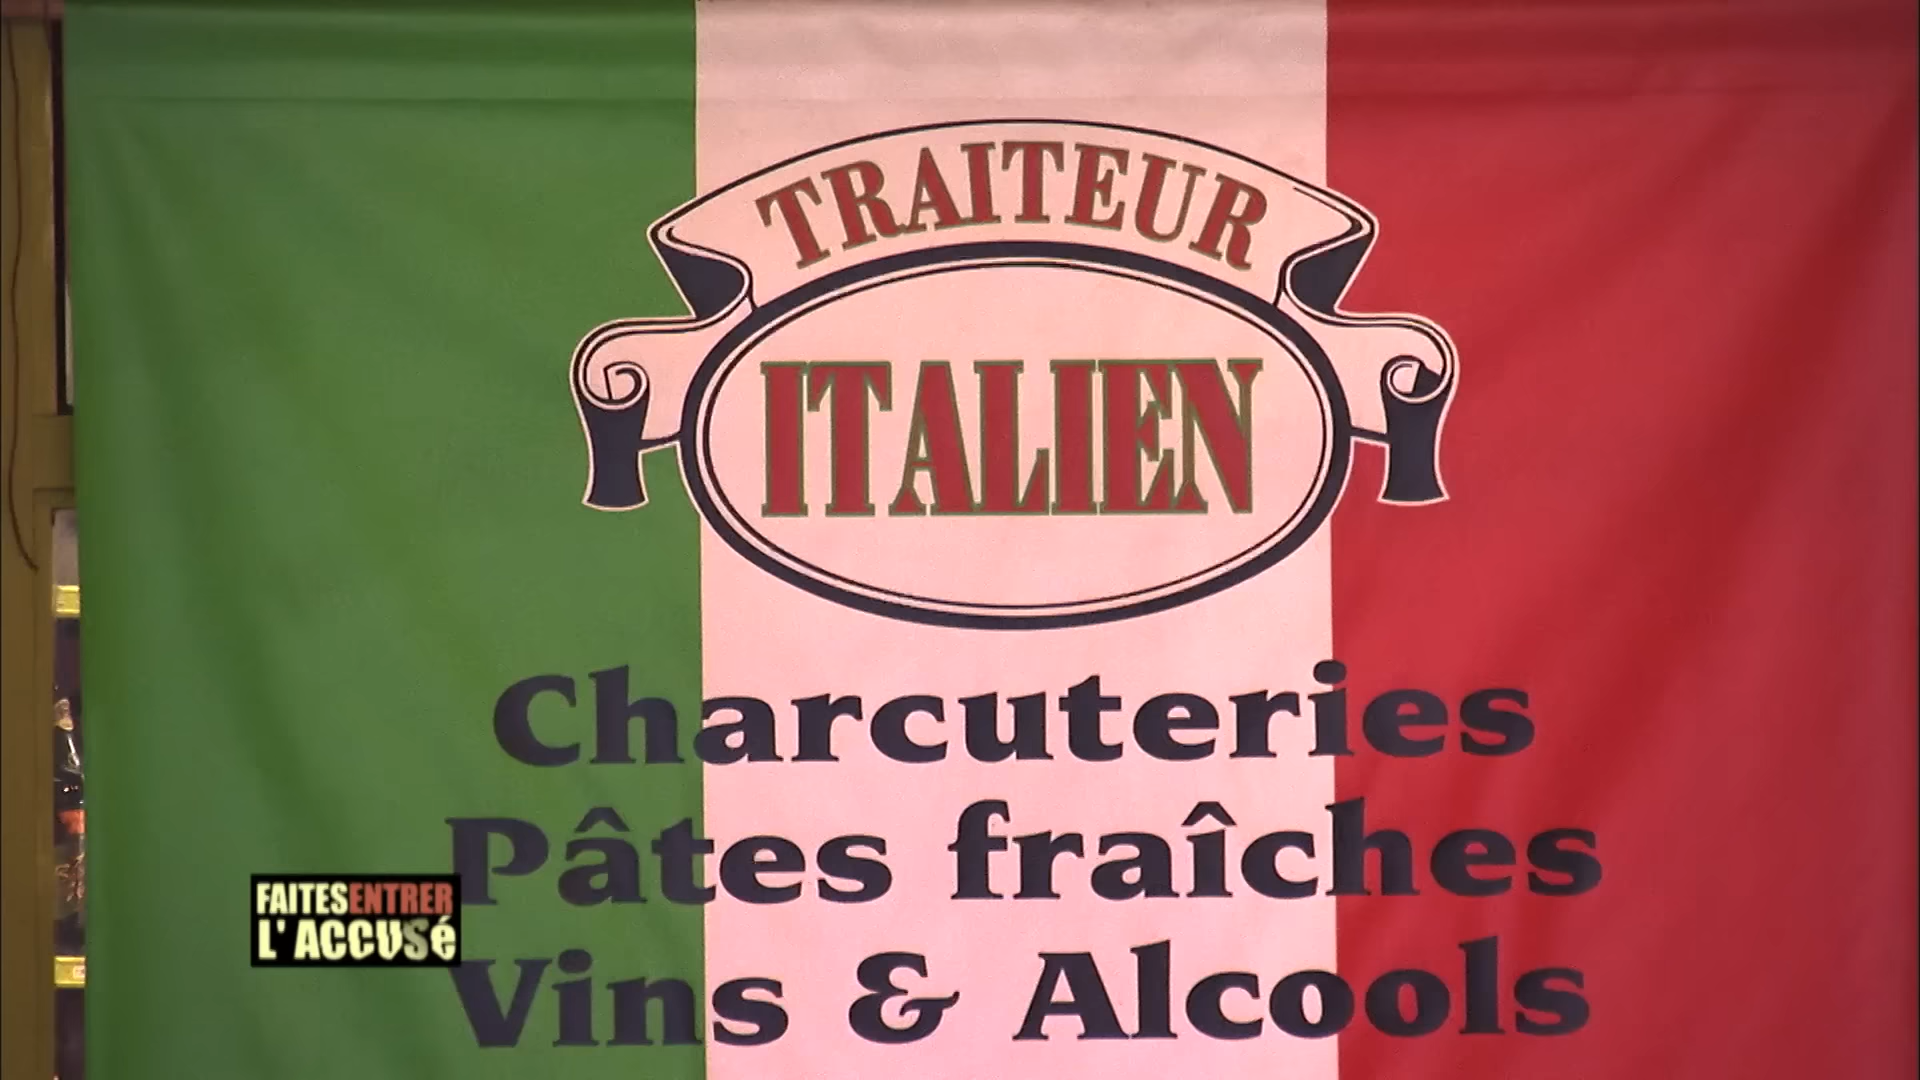 TRAITEUR
ITALIEN
Charcuteries
Pâtes fraîches
Vins & Alcools
FAITES ENTRER
L'ACCUSé